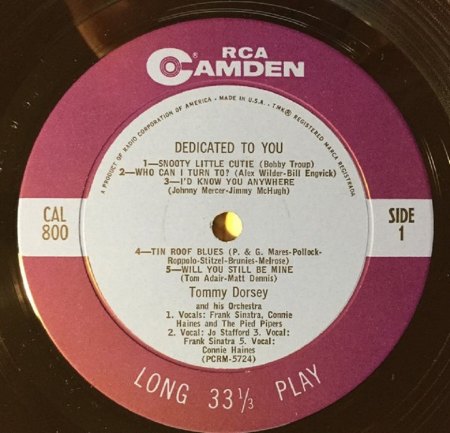 RCA
CAMDEN
A PRODUCT OF RADIO CORPORATION OF AMERICA - MADE IN U.S.A. - TMK® REGISTERED MARCA REGISTRADA
DEDICATED TO YOU
1—SNOOTY LITTLE CUTIE (Bobby Troup)
2—WHO CAN I TURN TO? (Alec Wilder-Bill Engvick)
3—I'D KNOW YOU ANYWHERE
(Johnny Mercer-Jimmy McHugh)
CAL
800
SIDE
1
4—TIN ROOF BLUES (P. & G. Mares-Pollock-
Roppolo-Stitzel-Brunies-Melrose)
5—WILL YOU STILL BE MINE
(Tom Adair-Matt Dennis)
Tommy Dorsey
and his Orchestra
1. Vocals: Frank Sinatra, Connie
Haines and The Pied Pipers
2. Vocal: Jo Stafford 3. Vocal:
Frank Sinatra 5. Vocal:
Connie Haines
(PCRM-5724)
LONG 33⅓ PLAY